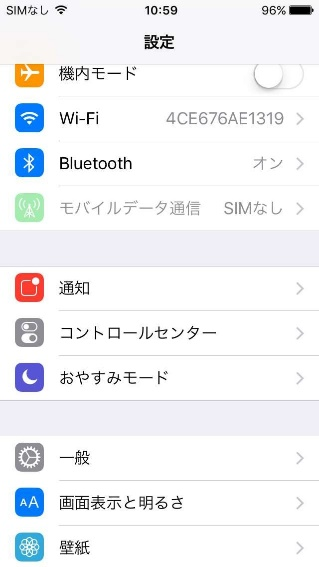 SIMなし 10:59 96%
設定
機内モード
Wi-Fi 4CE676AE1319
Bluetooth オン
モバイルデータ通信 SIMなし
通知
コントロールセンター
おやすみモード
一般
AA 画面表示と明るさ
壁紙